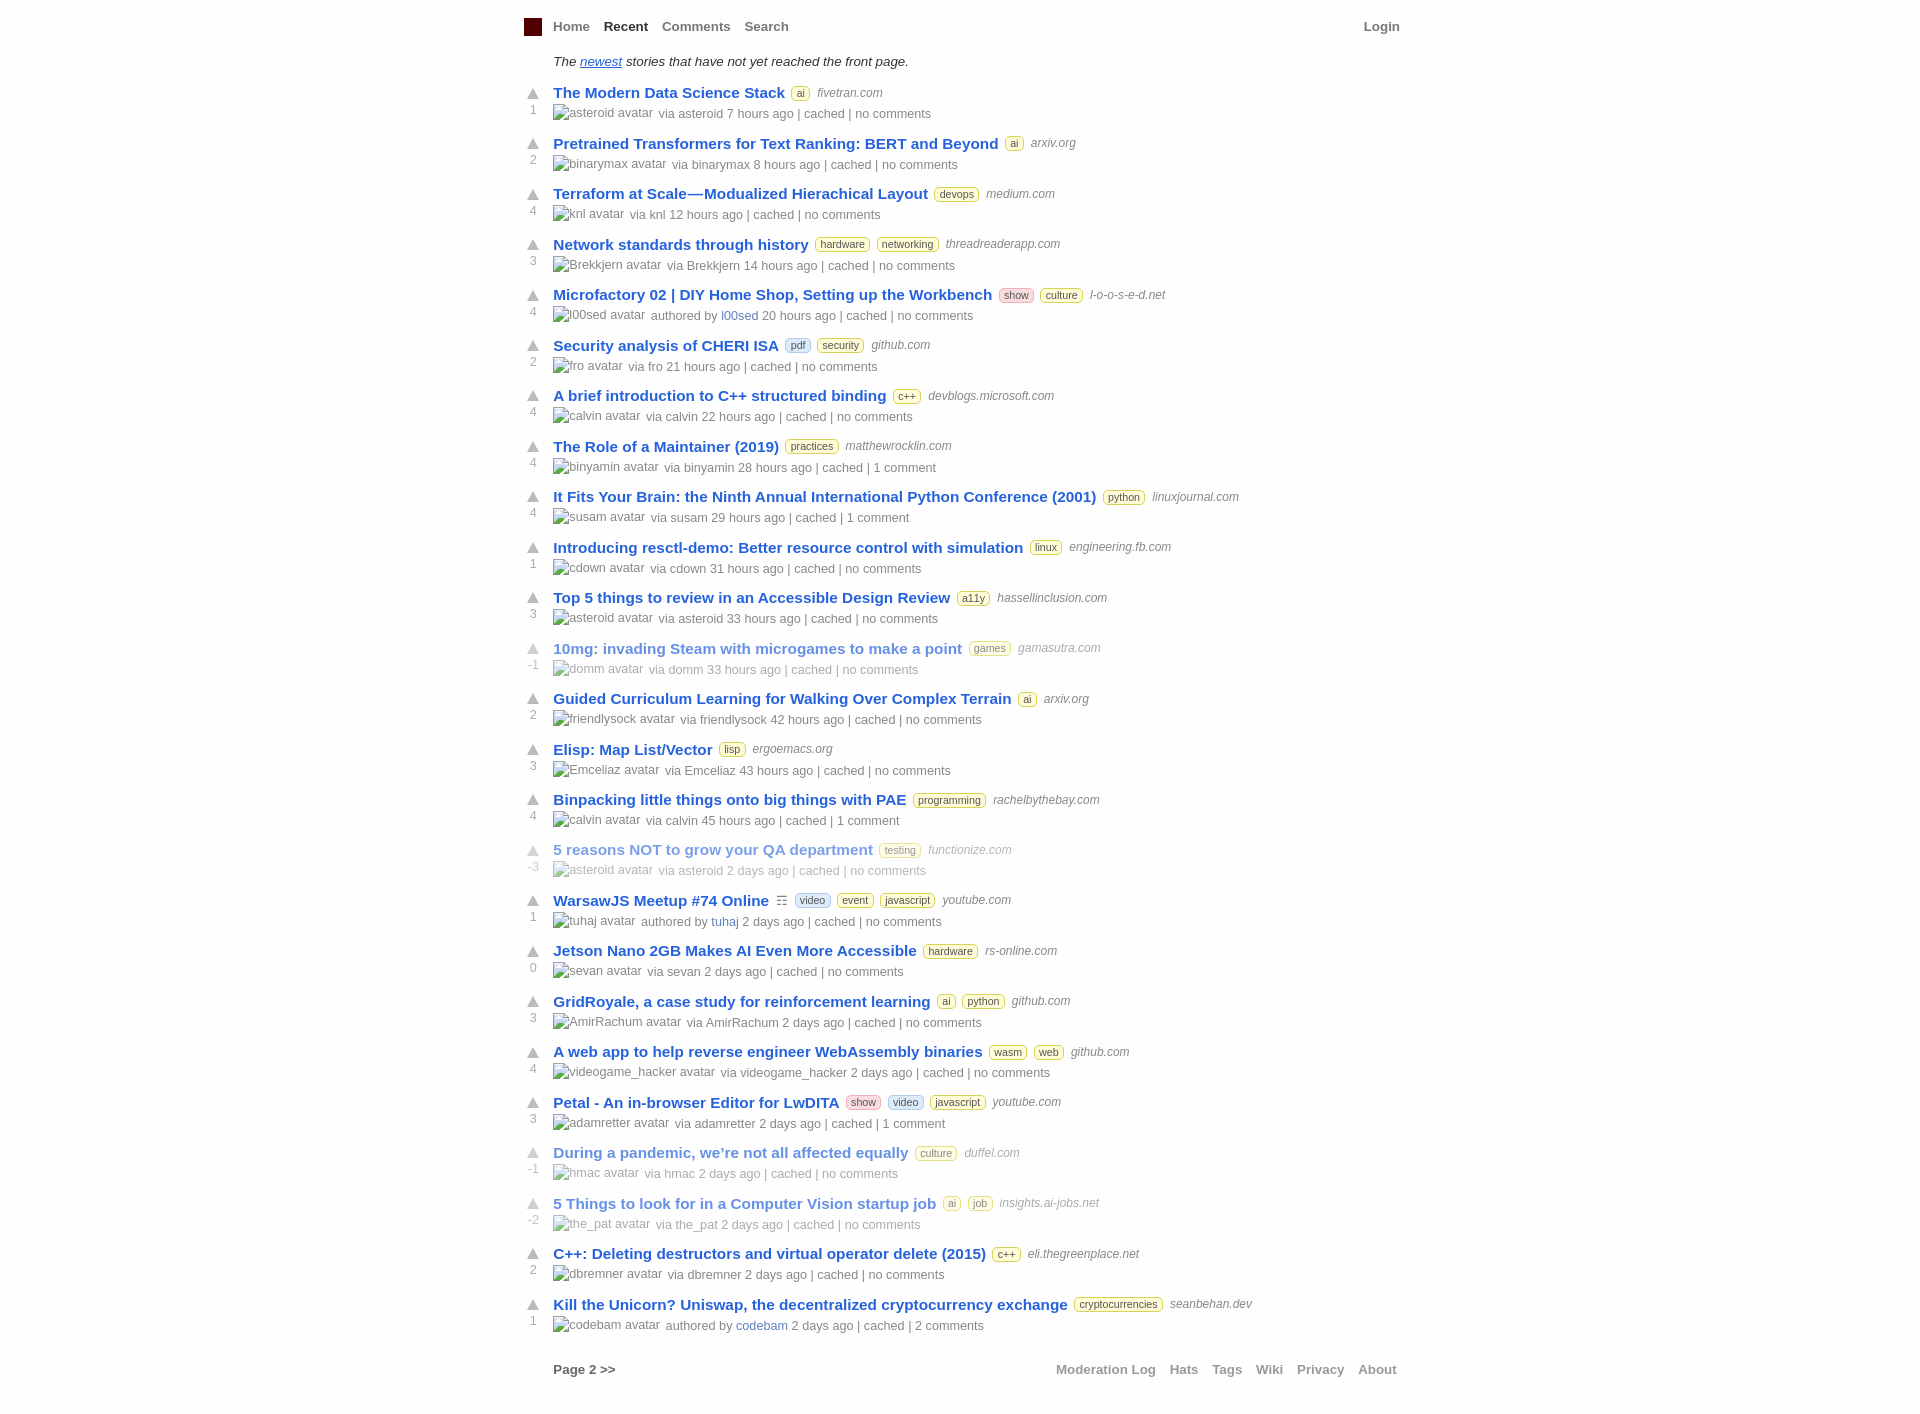 Home Recent Comments Search Login
The newest stories that have not yet reached the front page.
The Modern Data Science Stack ai fivetran.com
1 asteroid avatar via asteroid 7 hours ago | cached | no comments
Pretrained Transformers for Text Ranking: BERT and Beyond ai arxiv.org
2 binarymax avatar via binarymax 8 hours ago | cached | no comments
Terraform at Scale — Modualized Hierachical Layout devops medium.com
4 knl avatar via knl 12 hours ago | cached | no comments
Network standards through history hardware networking threadreaderapp.com
3 Brekkjern avatar via Brekkjern 14 hours ago | cached | no comments
Microfactory 02 | DIY Home Shop, Setting up the Workbench show culture l-o-o-s-e-d.net
4 l00sed avatar authored by l00sed 20 hours ago | cached | no comments
Security analysis of CHERI ISA pdf security github.com
2 fro avatar via fro 21 hours ago | cached | no comments
A brief introduction to C++ structured binding c++ devblogs.microsoft.com
4 calvin avatar via calvin 22 hours ago | cached | no comments
The Role of a Maintainer (2019) practices matthewrocklin.com
4 binyamin avatar via binyamin 28 hours ago | cached | 1 comment
It Fits Your Brain: the Ninth Annual International Python Conference (2001) python linuxjournal.com
4 susam avatar via susam 29 hours ago | cached | 1 comment
Introducing resctl-demo: Better resource control with simulation linux engineering.fb.com
1 cdown avatar via cdown 31 hours ago | cached | no comments
Top 5 things to review in an Accessible Design Review a11y hassellinclusion.com
3 asteroid avatar via asteroid 33 hours ago | cached | no comments
10mg: invading Steam with microgames to make a point games gamasutra.com
-1 domm avatar via domm 33 hours ago | cached | no comments
Guided Curriculum Learning for Walking Over Complex Terrain ai arxiv.org
2 friendlysock avatar via friendlysock 42 hours ago | cached | no comments
Elisp: Map List/Vector lisp ergoemacs.org
3 Emceliaz avatar via Emceliaz 43 hours ago | cached | no comments
Binpacking little things onto big things with PAE programming rachelbythebay.com
4 calvin avatar via calvin 45 hours ago | cached | 1 comment
5 reasons NOT to grow your QA department testing functionize.com
-3 asteroid avatar via asteroid 2 days ago | cached | no comments
WarsawJS Meetup #74 Online ☶ video event javascript youtube.com
1 tuhaj avatar authored by tuhaj 2 days ago | cached | no comments
Jetson Nano 2GB Makes AI Even More Accessible hardware rs-online.com
0 sevan avatar via sevan 2 days ago | cached | no comments
GridRoyale, a case study for reinforcement learning ai python github.com
3 AmirRachum avatar via AmirRachum 2 days ago | cached | no comments
A web app to help reverse engineer WebAssembly binaries wasm web github.com
4 videogame_hacker avatar via videogame_hacker 2 days ago | cached | no comments
Petal - An in-browser Editor for LwDITA show video javascript youtube.com
3 adamretter avatar via adamretter 2 days ago | cached | 1 comment
During a pandemic, we’re not all affected equally culture duffel.com
-1 hmac avatar via hmac 2 days ago | cached | no comments
5 Things to look for in a Computer Vision startup job ai job insights.ai-jobs.net
-2 the_pat avatar via the_pat 2 days ago | cached | no comments
C++: Deleting destructors and virtual operator delete (2015) c++ eli.thegreenplace.net
2 dbremner avatar via dbremner 2 days ago | cached | no comments
Kill the Unicorn? Uniswap, the decentralized cryptocurrency exchange cryptocurrencies seanbehan.dev
1 codebam avatar authored by codebam 2 days ago | cached | 2 comments
Page 2 >> Moderation Log Hats Tags Wiki Privacy About